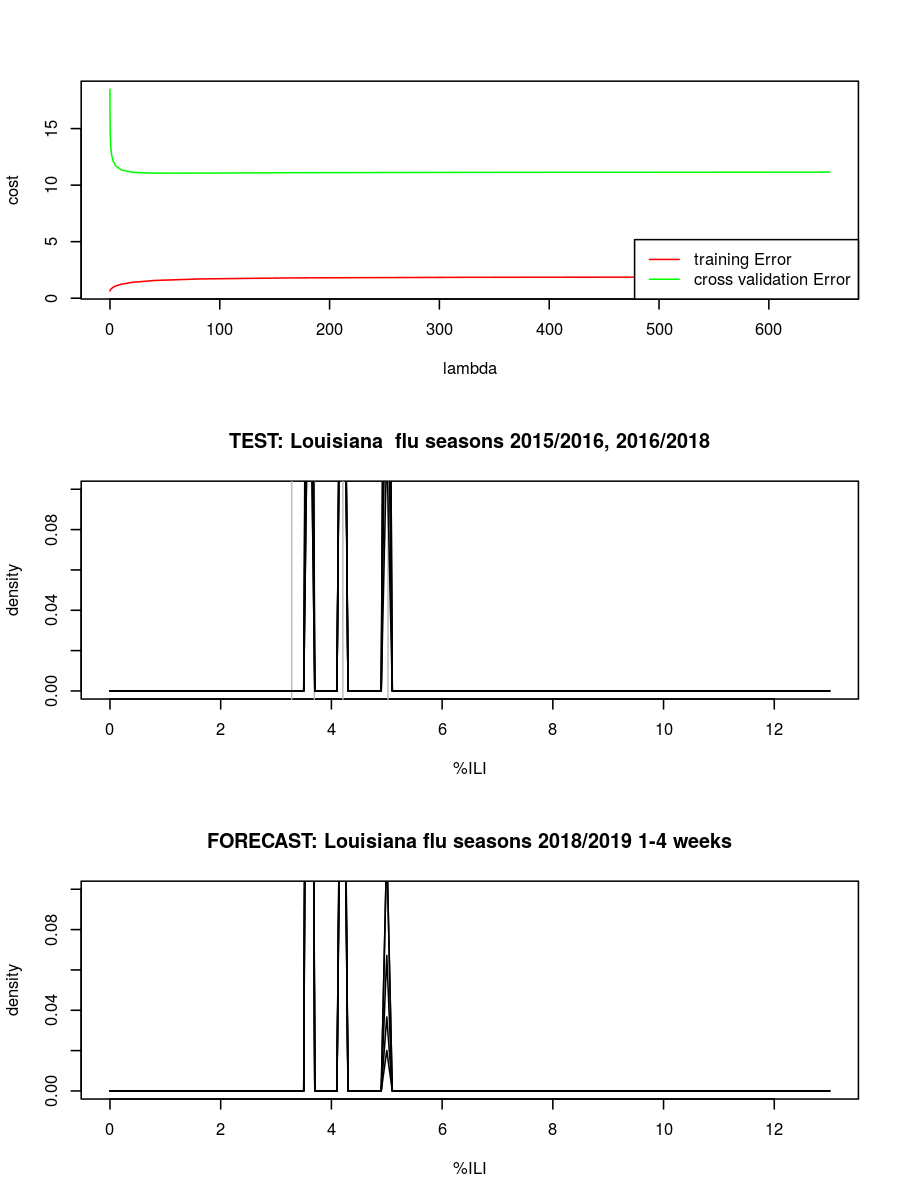 15
10
5
0
cost
training Error
cross validation Error
0 100 200 300 400 500 600
lambda
TEST: Louisiana  flu seasons 2015/2016, 2016/2018
0.08
0.04
0.00
density
0 2 4 6 8 10 12
%ILI
FORECAST: Louisiana flu seasons 2018/2019 1-4 weeks
0.08
0.04
0.00
density
0 2 4 6 8 10 12
%ILI